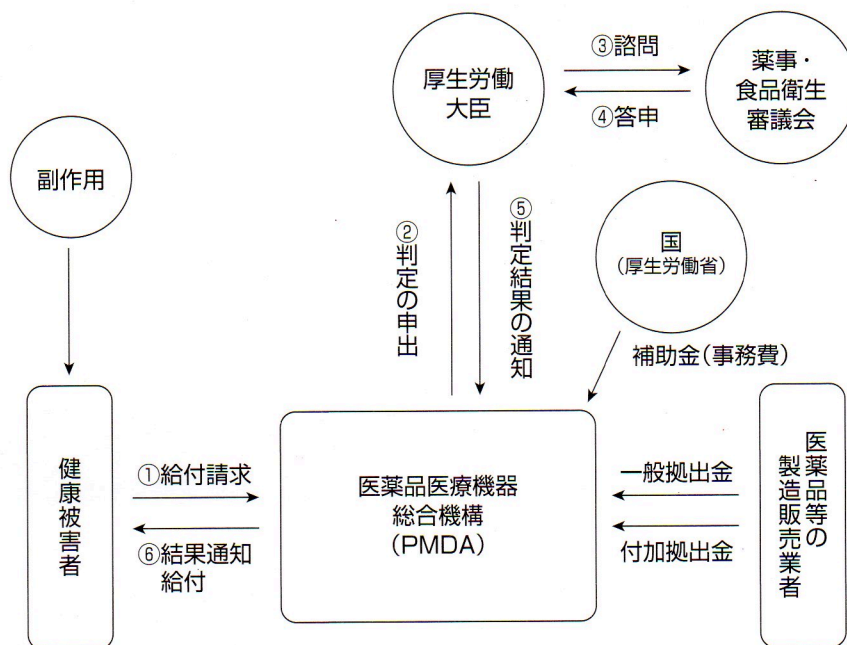 ③諮問
厚生労働
大臣
④答申
薬事・
食品衛生
審議会
副作用
②判定の申出
⑤判定結果の通知
国
(厚生労働省)
補助金(事務費)
健康被害者
①給付請求
⑥結果通知
給付
医薬品医療機器
総合機構
(PMDA)
一般拠出金
付加拠出金
医薬品等の
製造販売業者